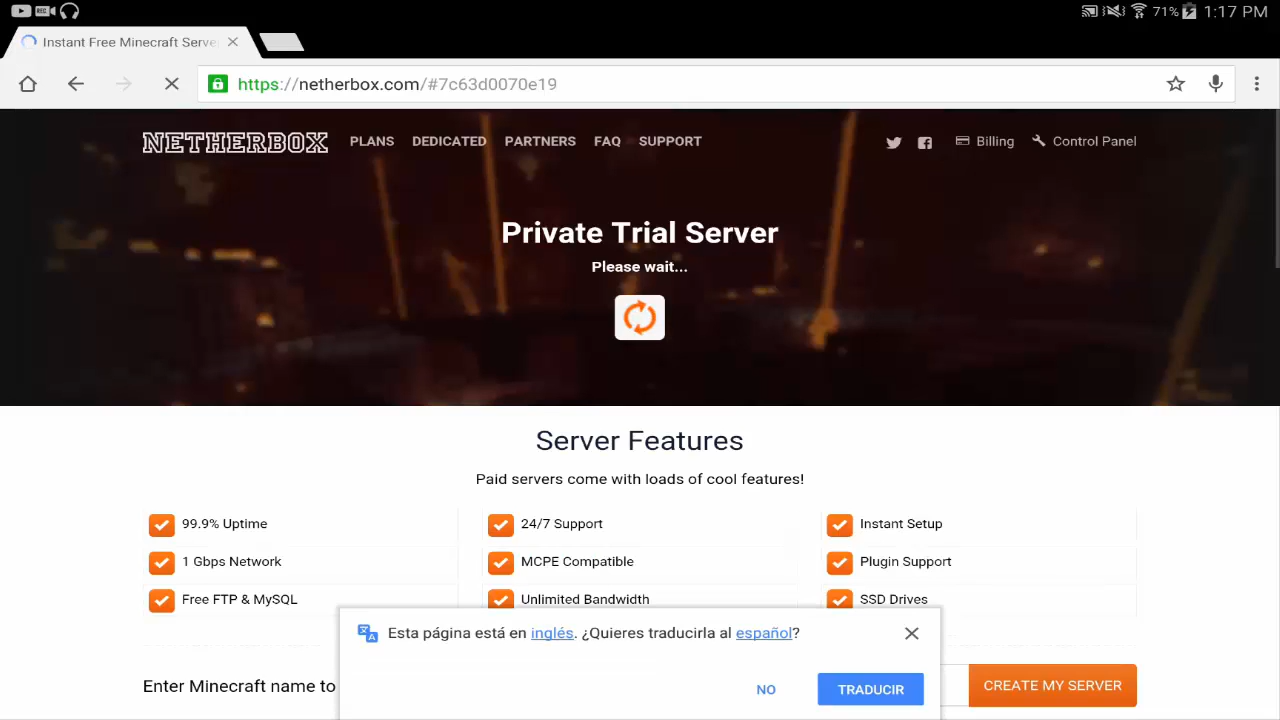 REC
71% 1:17 PM
Instant Free Minecraft Serve
https://netherbox.com/#7c63d0070e19
NETHERBOX PLANS DEDICATED PARTNERS FAQ SUPPORT Billing Control Panel
Private Trial Server
Please wait...
Server Features
Paid servers come with loads of cool features!
99.9% Uptime 24/7 Support Instant Setup
1 Gbps Network MCPE Compatible Plugin Support
Free FTP & MySQL Unlimited Bandwidth SSD Drives
Esta página está en inglés. ¿Quieres traducirla al español?
Enter Minecraft name to CREATE MY SERVER
NO TRADUCIR